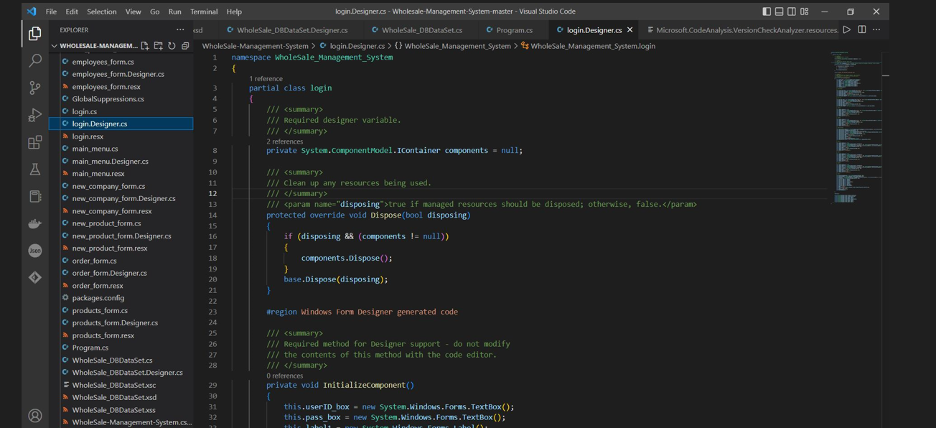 File Edit Selection View Go Run Terminal Help
login.Designer.cs - Wholesale-Management-System-master - Visual Studio Code
EXPLORER
WHOLESALE-MANAGEM...
employees_form.cs
employees_form.Designer.cs
employees_form.resx
GlobalSuppressions.cs
login.cs
login.Designer.cs
login.resx
main_menu.cs
main_menu.Designer.cs
main_menu.resx
new_company_form.cs
new_company_form.Designer.cs
new_company_form.resx
new_product_form.cs
new_product_form.Designer.cs
new_product_form.resx
order_form.cs
order_form.Designer.cs
order_form.resx
packages.config
products_form.cs
products_form.Designer.cs
products_form.resx
Program.cs
WholeSale_DBDataSet.cs
WholeSale_DBDataSet.Designer.cs
WholeSale_DBDataSet.xsc
WholeSale_DBDataSet.xsd
WholeSale_DBDataSet.xss
WholeSale-Management-System.cs...
xsd
WholeSale_DBDataSet.Designer.cs
WholeSale_DBDataSet.cs
Program.cs
login.Designer.cs
Microsoft.CodeAnalysis.VersionCheckAnalyzer.resources.
WholeSale-Management-System > login.Designer.cs > {} WholeSale_Management_System > WholeSale_Management_System.login
1 namespace WholeSale_Management_System
2 {
1 reference
3 partial class login
4 {
5 /// <summary>
6 /// Required designer variable.
7 /// </summary>
2 references
8 private System.ComponentModel.IContainer components = null;
9
10 /// <summary>
11 /// Clean up any resources being used.
12 /// </summary>
13 /// <param name="disposing">true if managed resources should be disposed; otherwise, false.</param>
14 protected override void Dispose(bool disposing)
15 {
16 if (disposing && (components != null))
17 {
18 components.Dispose();
19 }
20 base.Dispose(disposing);
21 }
22
23 #region Windows Form Designer generated code
24
25 /// <summary>
26 /// Required method for Designer support - do not modify
27 /// the contents of this method with the code editor.
28 /// </summary>
0 references
29 private void InitializeComponent()
30 {
31 this.userID_box = new System.Windows.Forms.TextBox();
32 this.pass_box = new System.Windows.Forms.TextBox();
this.label1 = new System.Windows.Forms.Label();